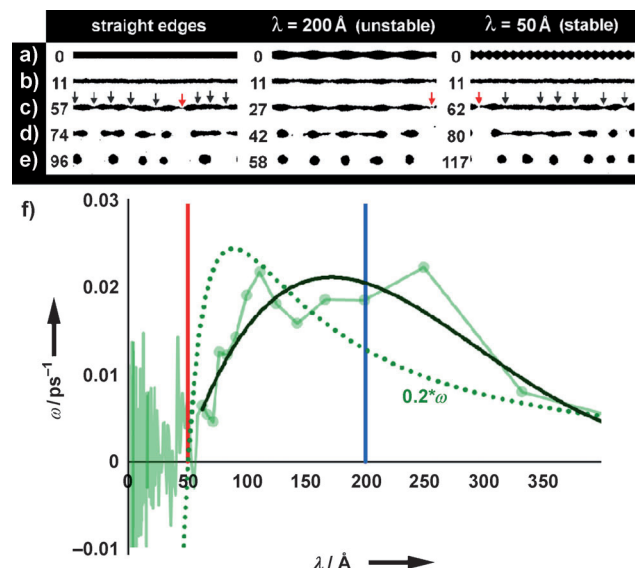 straight edges λ = 200 Å (unstable) λ = 50 Å (stable)
a) 0 0 0
b) 11 11 11
c) 57 27 62
d) 74 42 80
e) 96 58 117
f)
0.03
0.02
0.01
0
−0.01
ω/ps⁻¹
0.2*ω
0 50 100 150 200 250 300 350
λ/Å